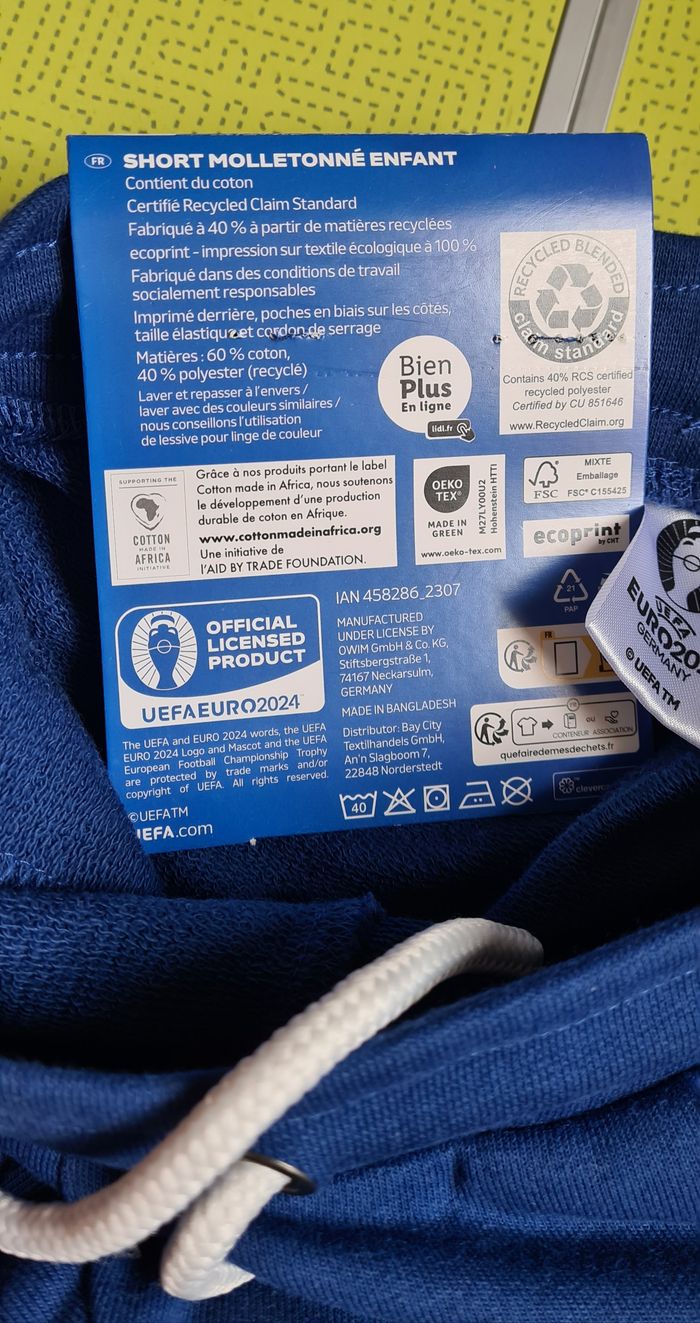 FR SHORT MOLLETONNÉ ENFANT
Contient du coton
Certifié Recycled Claim Standard
Fabriqué à 40 % à partir de matières recyclées
ecoprint - impression sur textile écologique à 100 %
Fabriqué dans des conditions de travail
socialement responsables
Imprimé derrière, poches en biais sur les côtés,
taille élastique et cordon de serrage
Matières : 60 % coton,
40 % polyester (recyclé)
Laver et repasser à l'envers /
laver avec des couleurs similaires /
nous conseillons l'utilisation
de lessive pour linge de couleur
Bien
Plus
En ligne
lidl.fr
RECYCLED BLENDED
claim standard
Contains 40% RCS certified
recycled polyester
Certified by CU 851646
www.RecycledClaim.org
SUPPORTING THE
COTTON
MADE IN
AFRICA
INITIATIVE
Grâce à nos produits portant le label
Cotton made in Africa, nous soutenons
le développement d'une production
durable de coton en Afrique.
www.cottonmadeinafrica.org
Une initiative de
l'AID BY TRADE FOUNDATION.
OEKO
TEX®
MADE IN
GREEN
M27LY00U2
Hohenstein HTTI
www.oeko-tex.com
FSC
MIXTE
Emballage
FSC® C155425
ecoprint
by CHT
21
PAP
OFFICIAL
LICENSED
PRODUCT
UEFAEURO2024™
The UEFA and EURO 2024 words, the UEFA
EURO 2024 Logo and Mascot and the UEFA
European Football Championship Trophy
are protected by trade marks and/or
copyright of UEFA. All rights reserved.
©UEFATM
UEFA.com
IAN 458286_2307
MANUFACTURED
UNDER LICENSE BY
OWIM GmbH & Co. KG,
Stiftsbergstraße 1,
74167 Neckarsulm,
GERMANY
MADE IN BANGLADESH
Distributor: Bay City
Textilhandels GmbH,
An'n Slagboom 7,
22848 Norderstedt
40
FR
FR
ou
CONTENEUR ASSOCIATION
quefairedemesdechets.fr
UEFA
EURO20
GERMANY
© UEFA TM